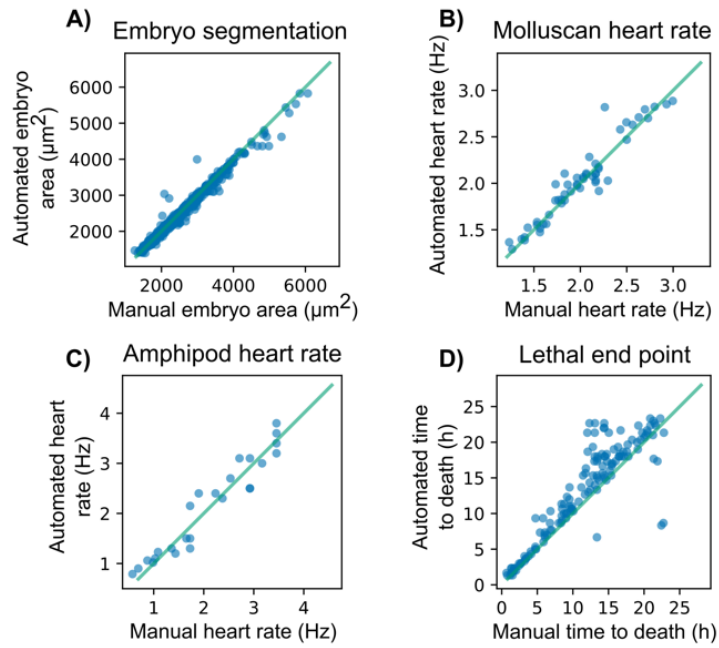 A)
Embryo segmentation
Automated embryo
area (µm²)
6000
5000
4000
3000
2000
2000
4000
6000
Manual embryo area (µm²)
B)
Molluscan heart rate
Automated heart rate (Hz)
3.0
2.5
2.0
1.5
1.5
2.0
2.5
3.0
Manual heart rate (Hz)
C)
Amphipod heart rate
Automated heart
rate (Hz)
4
3
2
1
1
2
3
4
Manual heart rate (Hz)
D)
Lethal end point
Automated time
to death (h)
25
20
15
10
5
0
0
5
10
15
20
25
Manual time to death (h)